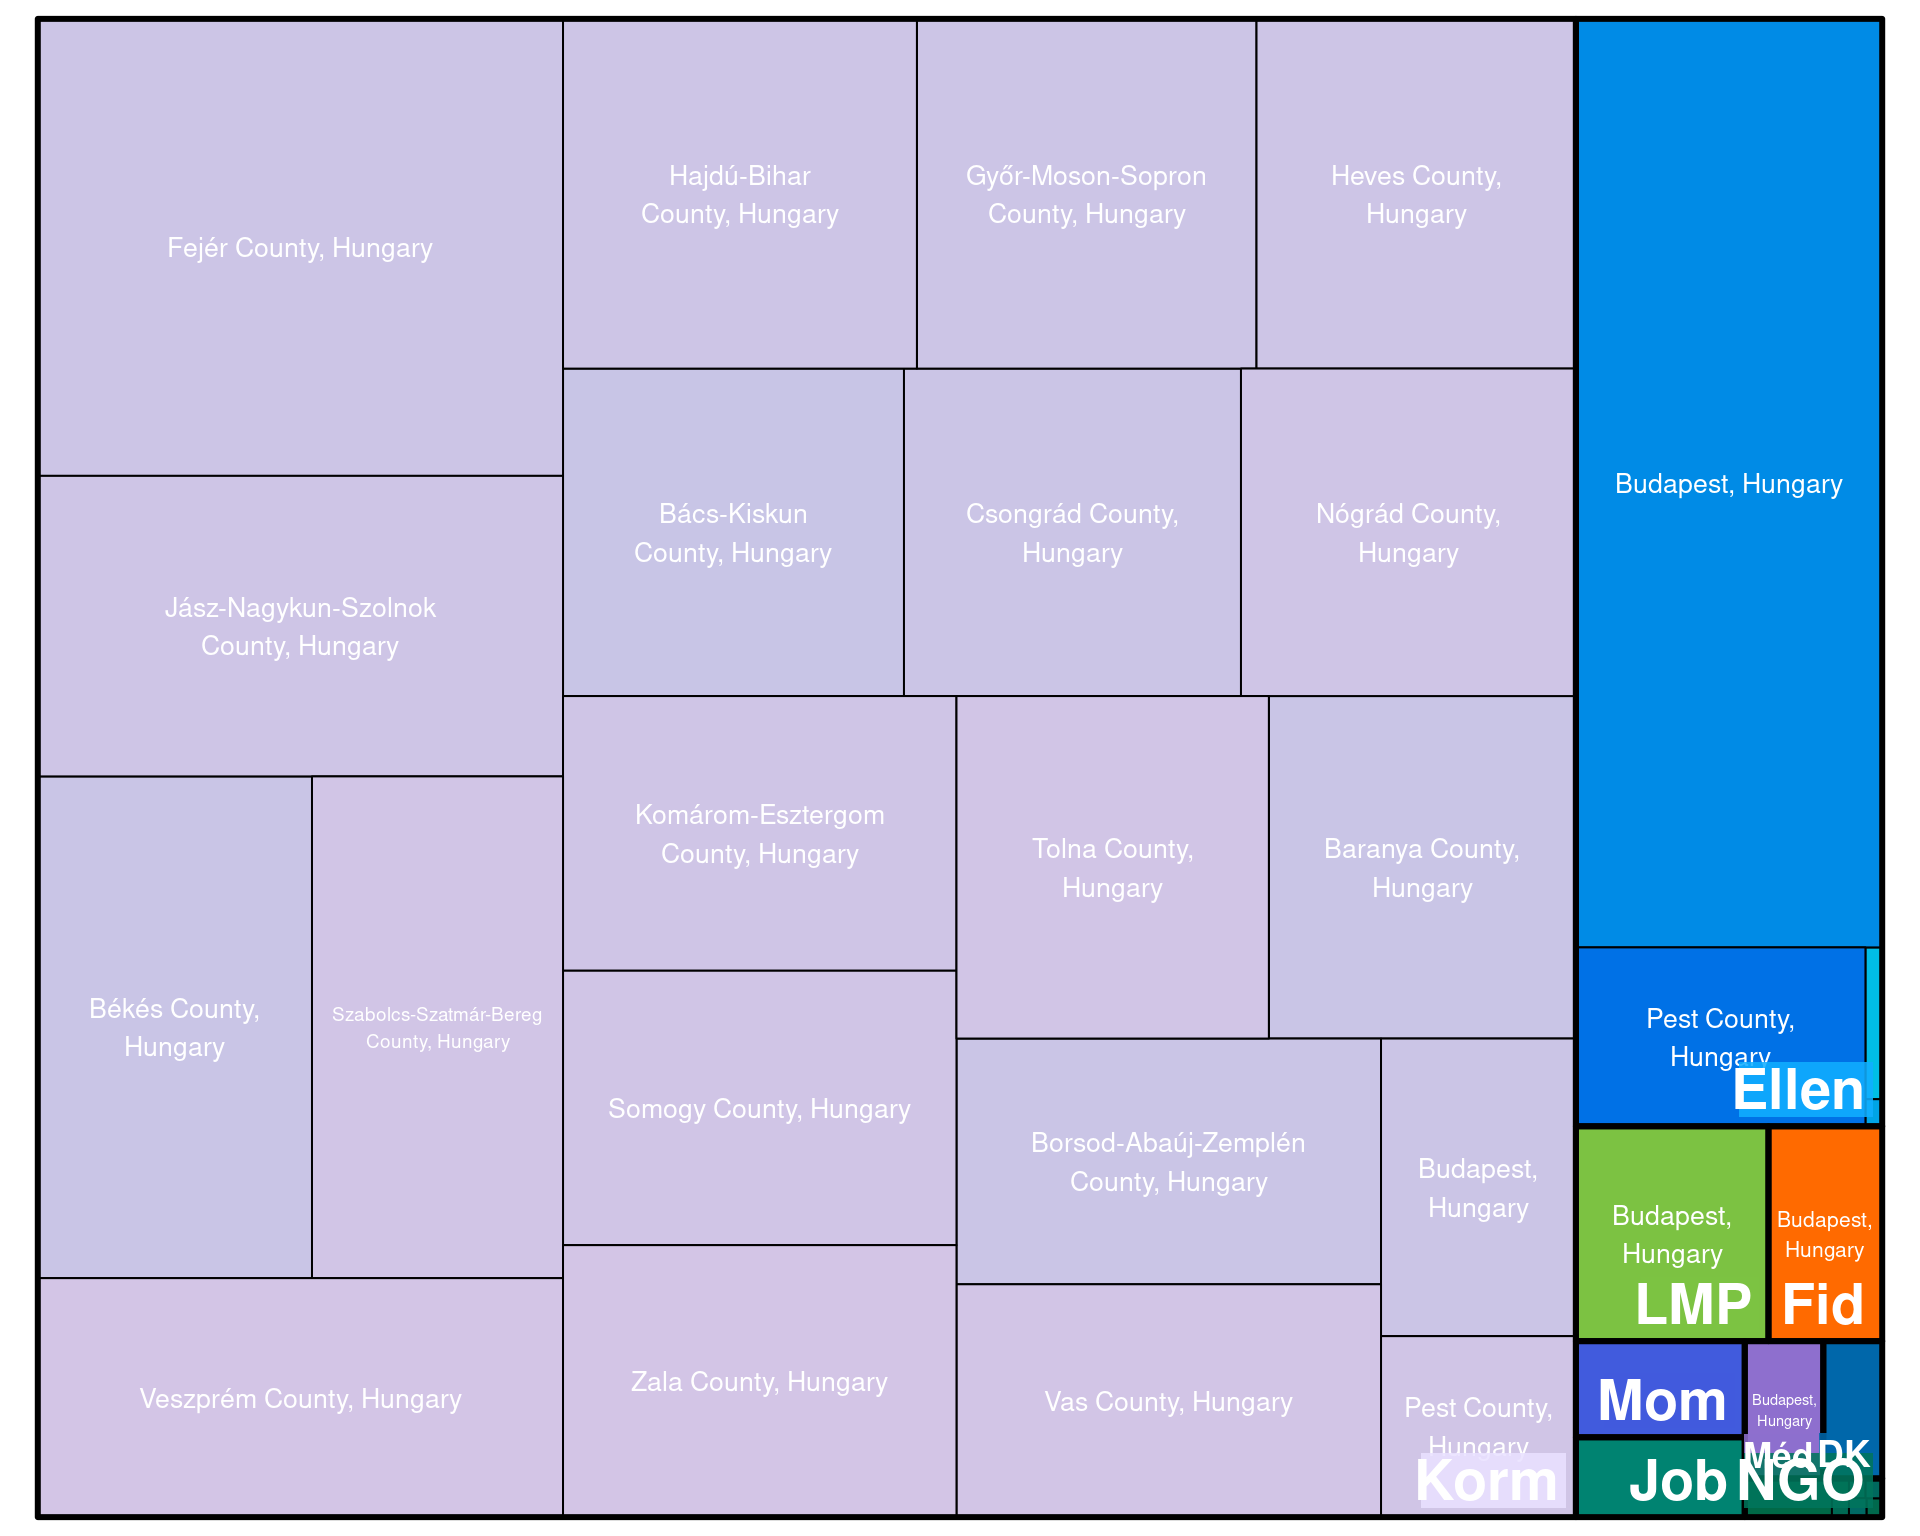 Fejér County, Hungary
Hajdú-Bihar
County, Hungary
Győr-Moson-Sopron
County, Hungary
Heves County,
Hungary
Budapest, Hungary
Jász-Nagykun-Szolnok
County, Hungary
Bács-Kiskun
County, Hungary
Csongrád County,
Hungary
Nógrád County,
Hungary
Békés County,
Hungary
Szabolcs-Szatmár-Bereg
County, Hungary
Komárom-Esztergom
County, Hungary
Tolna County,
Hungary
Baranya County,
Hungary
Pest County,
Hungary
Ellen
Somogy County, Hungary
Borsod-Abaúj-Zemplén
County, Hungary
Budapest,
Hungary
Budapest,
Hungary
LMP
Budapest,
Hungary
Fid
Veszprém County, Hungary
Zala County, Hungary
Vas County, Hungary
Pest County,
Hungary
Korm
Mom
Budapest,
Hungary
Méd
DK
Job
NGO